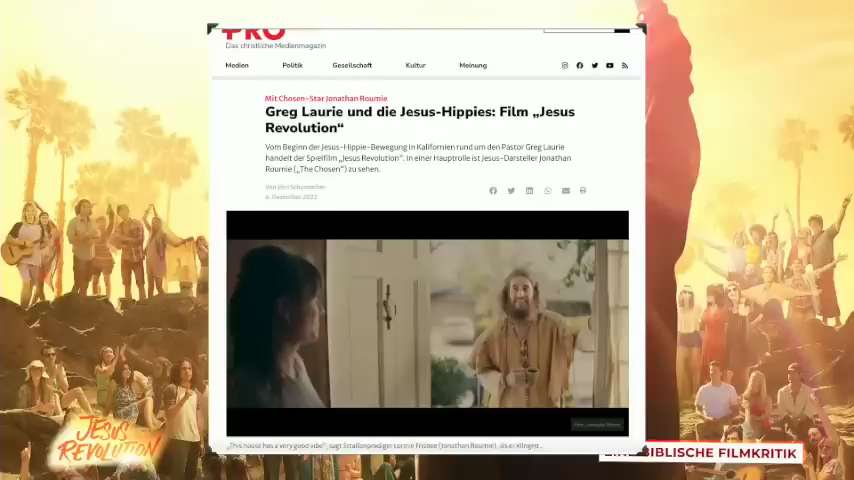 PRO
Das christliche Medienmagazin
Medien Politik Gesellschaft Kultur Meinung
Mit Chosen-Star Jonathan Roumie
Greg Laurie und die Jesus-Hippies: Film „Jesus
Revolution“
Vom Beginn der Jesus-Hippie-Bewegung in Kalifornien rund um den Pastor Greg Laurie
handelt der Spielfilm „Jesus Revolution“. In einer Hauptrolle ist Jesus-Darsteller Jonathan
Roumie („The Chosen“) zu sehen.
Von Jörn Schumacher
6. Dezember 2022
„This house has a very good vibe“, sagt Straßenprediger Lonnie Frisbee (Jonathan Roumie), als er klingelt...
JESUS
REVOLUTION
EINE BIBLISCHE FILMKRITIK